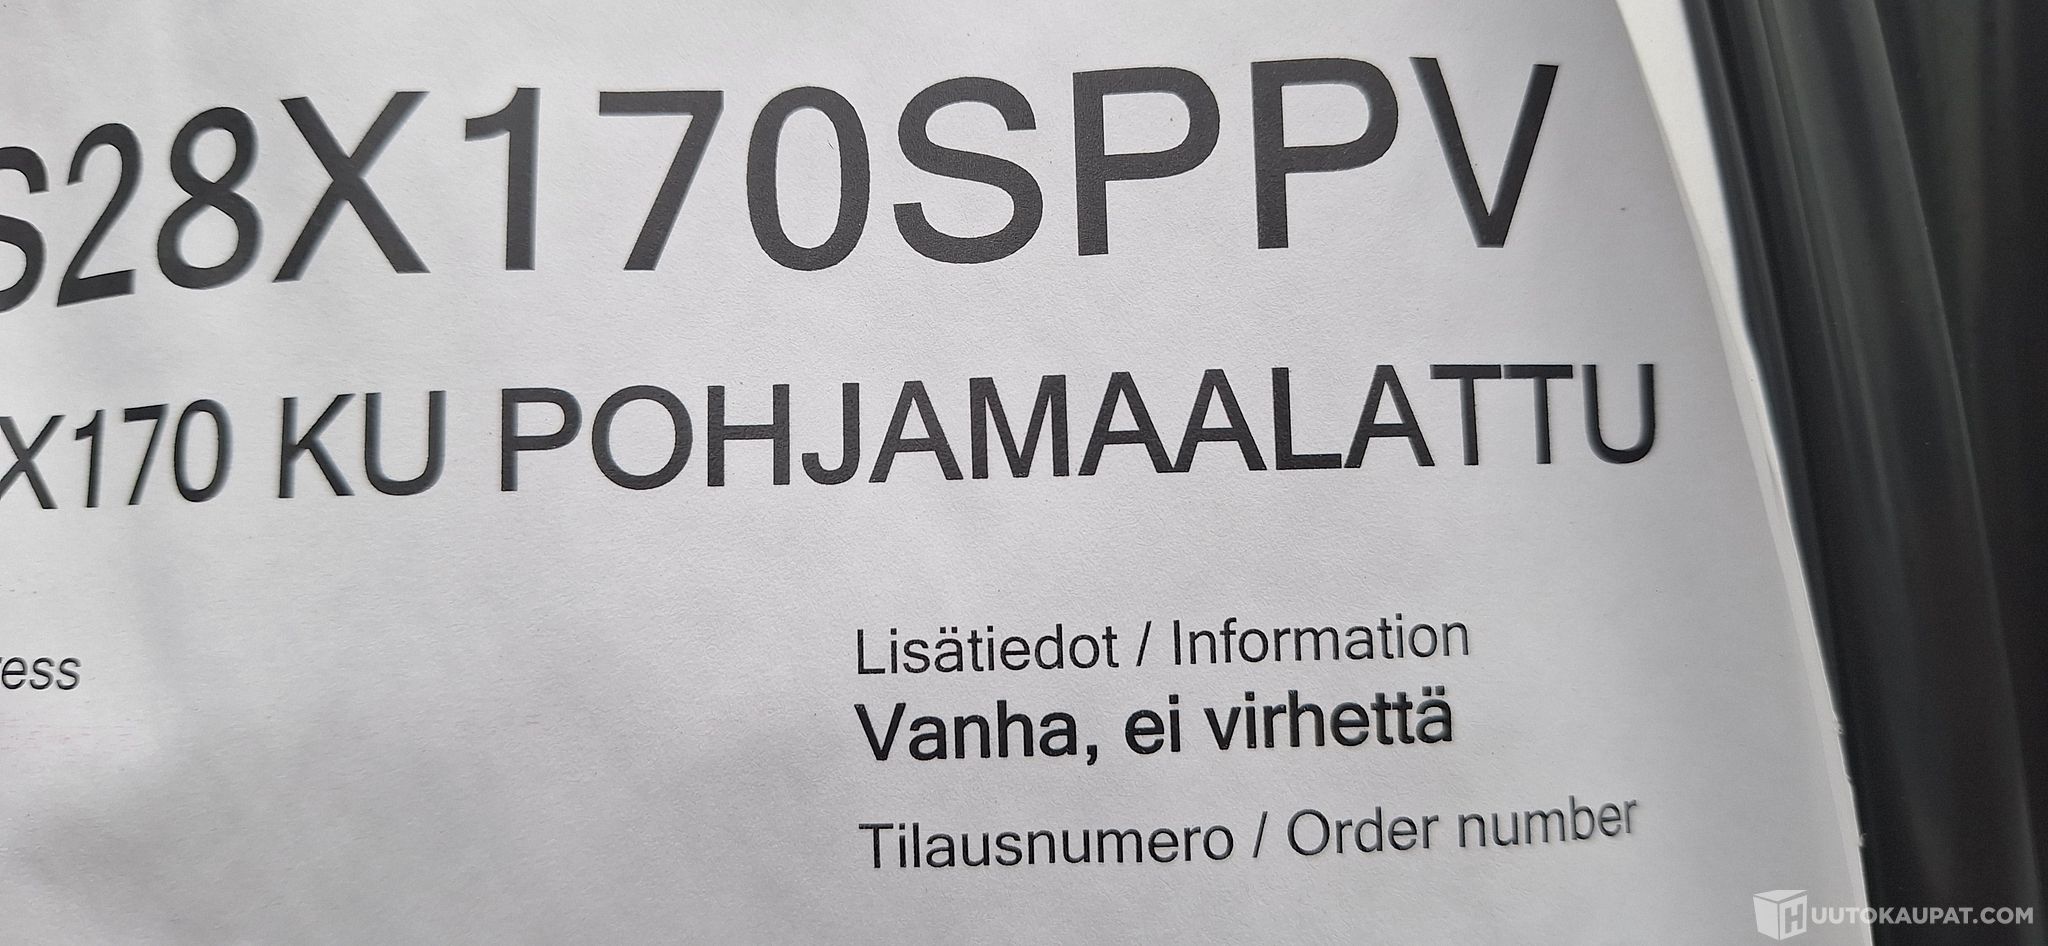 S28X170SPPV
X170 KU POHJAMAALATTU
ess
Lisätiedot / Information
Vanha, ei virhettä
Tilausnumero / Order number
HUUTOKAUPAT.COM